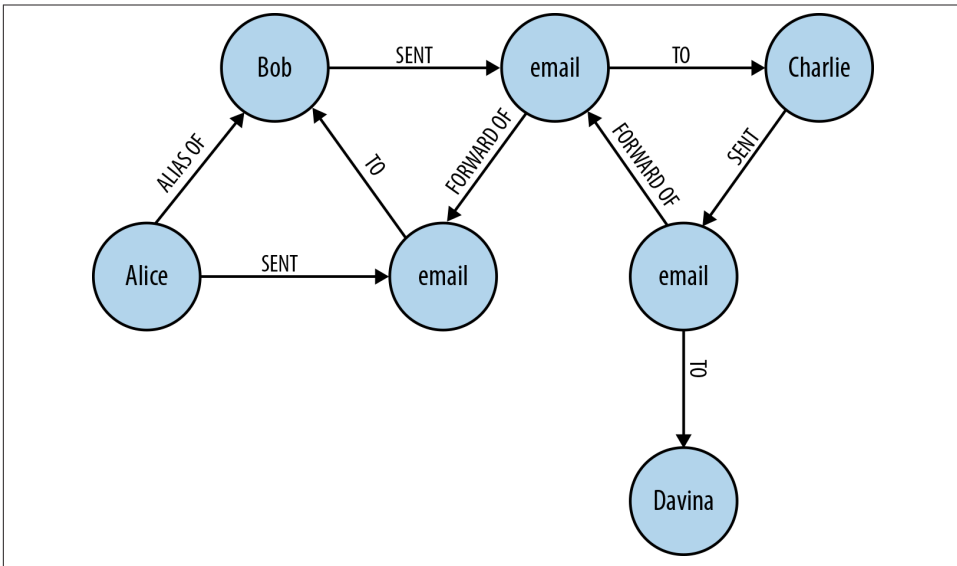 Bob
SENT
email
TO
Charlie
ALIAS OF
TO
FORWARD OF
FORWARD OF
SENT
Alice
SENT
email
email
TO
Davina